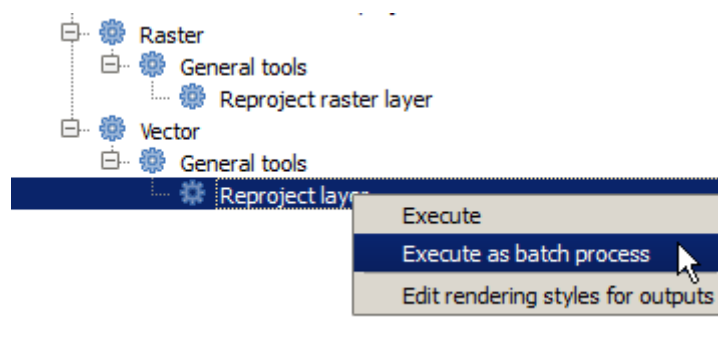 Raster
General tools
Reproject raster layer
Vector
General tools
Reproject layer
Execute
Execute as batch process
Edit rendering styles for outputs